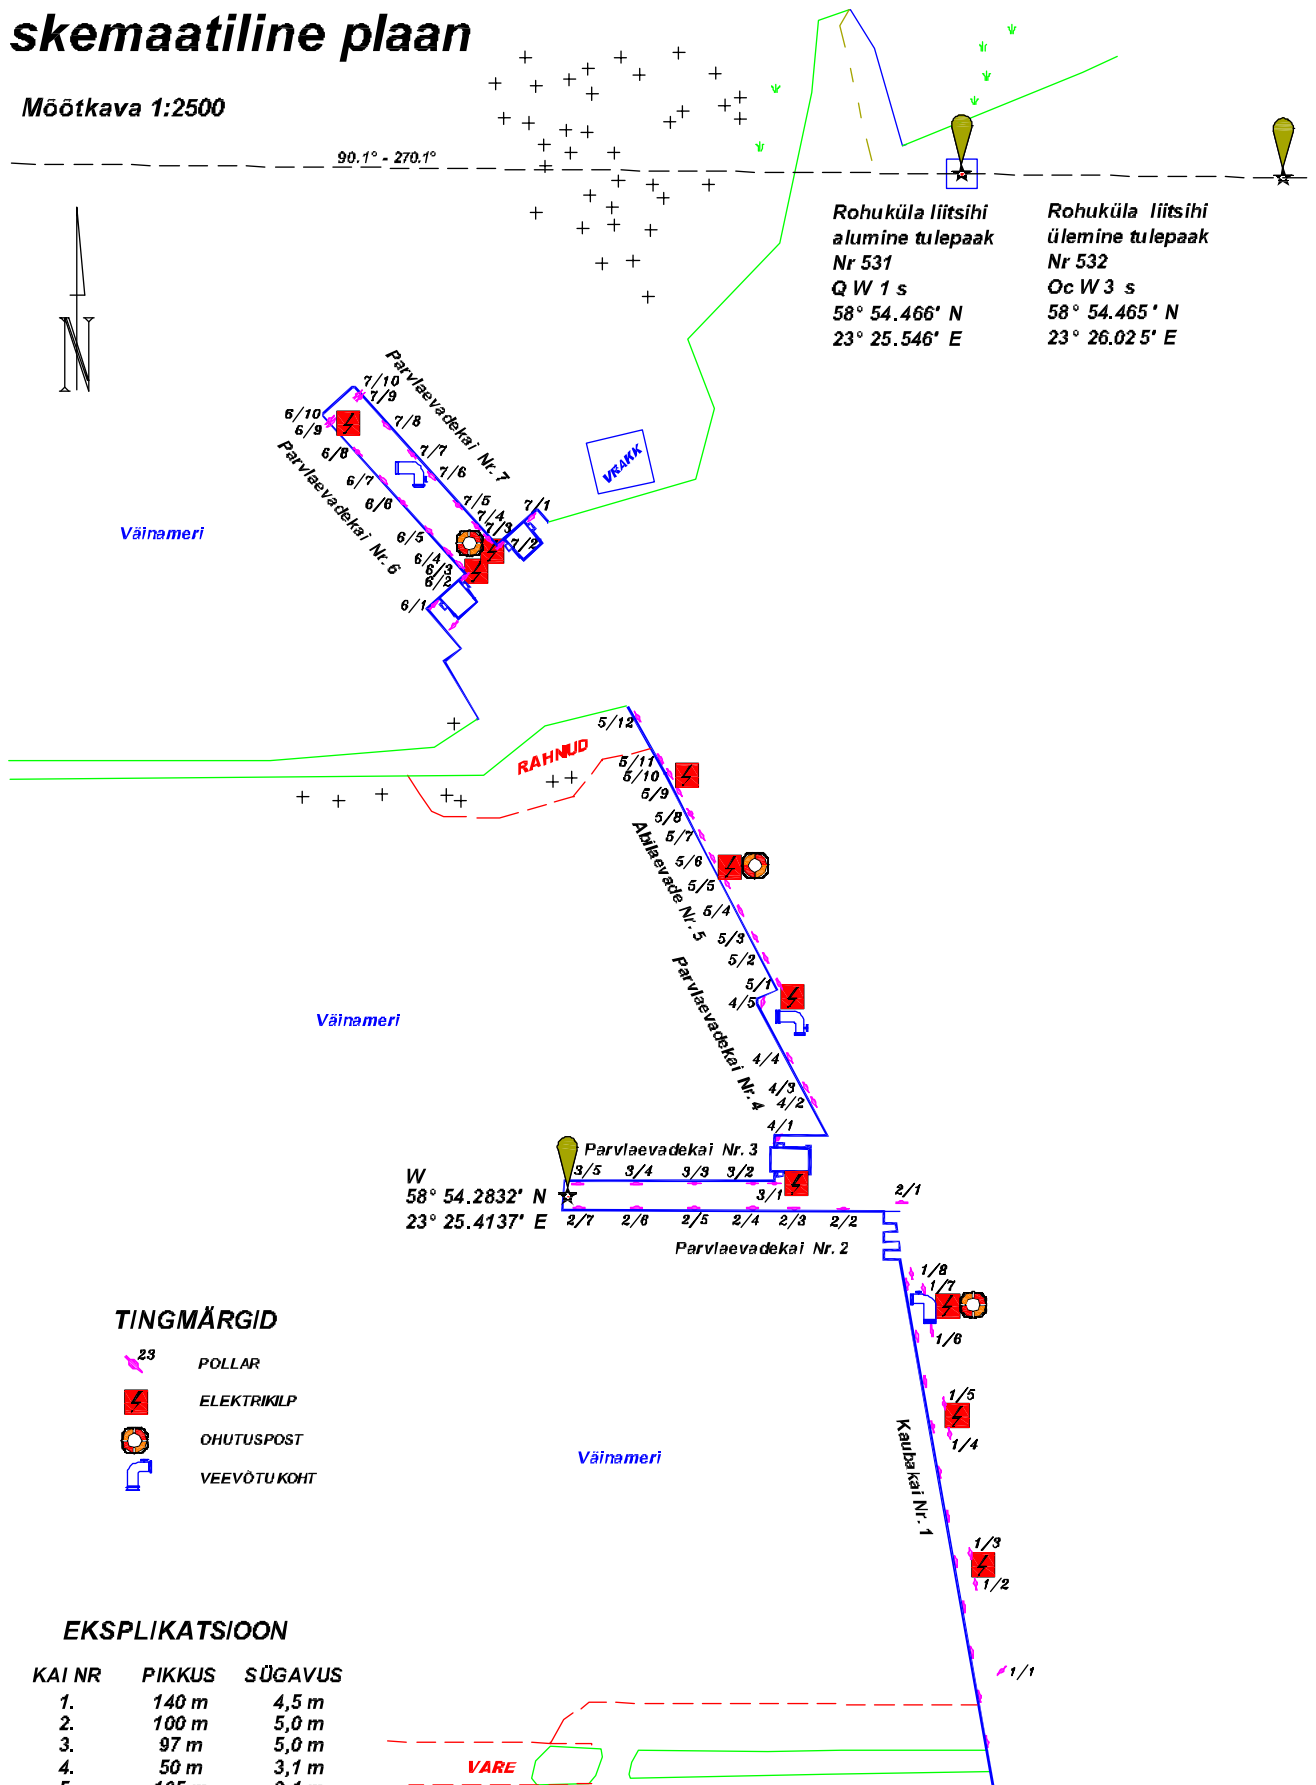 skemaatiline plaan
Mõõtkava 1:2500
90.1° - 270.1°
Rohuküla liitsihi
alumine tulepaak
Nr 531
Q W 1 s
58° 54.466' N
23° 25.546' E
Rohuküla liitsihi
ülemine tulepaak
Nr 532
Oc W 3 s
58° 54.465' N
23° 26.025' E
N
Parvlaevadekai Nr. 7
7/10
7/9
7/8
7/7
7/6
7/5
7/4
7/3
7/2
7/1
6/10
6/9
6/8
6/7
6/6
6/5
6/4
6/3
6/2
6/1
Parvlaevadekai Nr. 6
VRAKK
Väinameri
RAHNUD
5/12
5/11
5/10
5/9
5/8
5/7
5/6
5/5
5/4
5/3
5/2
5/1
Abilaevade Nr. 5
4/5
4/4
4/3
4/2
4/1
Parvlaevadekai Nr. 4
Väinameri
Parvlaevadekai Nr. 3
3/5
3/4
3/3
3/2
3/1
W
58° 54.2832' N
23° 25.4137' E
2/7
2/6
2/5
2/4
2/3
2/2
2/1
Parvlaevadekai Nr. 2
1/8
1/7
1/6
1/5
1/4
1/3
1/2
1/1
Kaubakai Nr. 1
Väinameri
TINGMÄRGID
23
POLLAR
ELEKTRIKILP
OHUTUSPOST
VEEVÕTUKOHT
EKSPLIKATSIOON
KAI NR PIKKUS SÜGAVUS
1. 140 m 4,5 m
2. 100 m 5,0 m
3. 97 m 5,0 m
4. 50 m 3,1 m
VARE